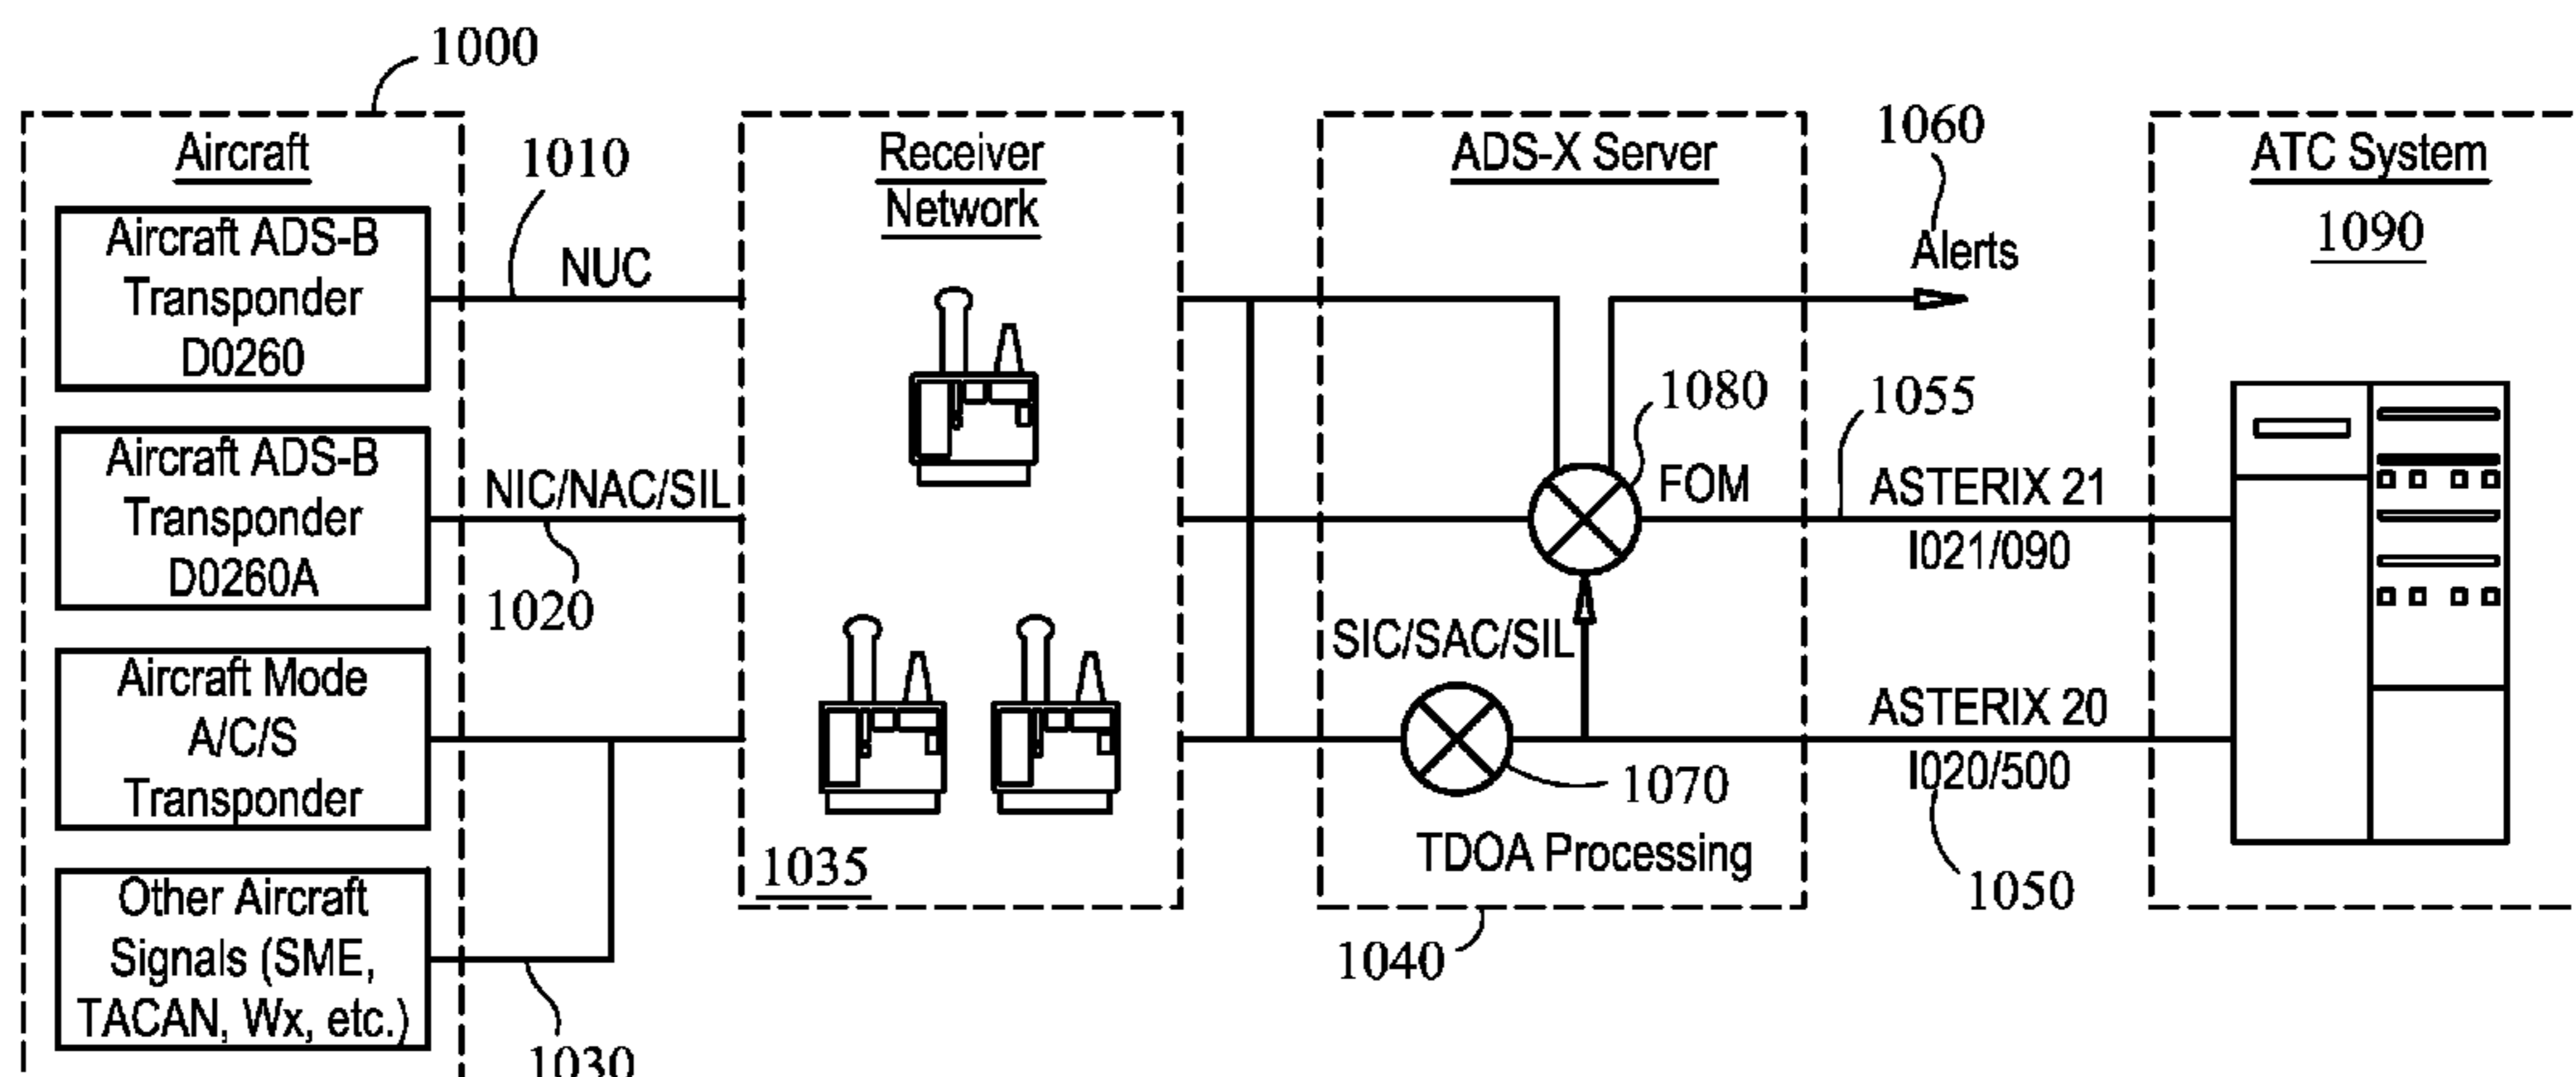 1000
Aircraft
Aircraft ADS-B
Transponder
D0260
Aircraft ADS-B
Transponder
D0260A
Aircraft Mode
A/C/S
Transponder
Other Aircraft
Signals (SME,
TACAN, Wx, etc.)
1010
NUC
NIC/NAC/SIL
1020
1030
Receiver
Network
1035
ADS-X Server
1080
FOM
SIC/SAC/SIL
1070
TDOA Processing
1040
1060
Alerts
1055
ASTERIX 21
I021/090
ASTERIX 20
I020/500
1050
ATC System
1090